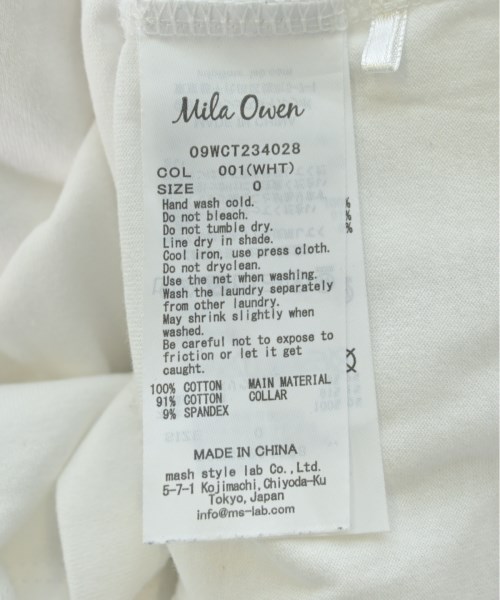 Mila Owen
09WCT234028
COL 001(WHT)
SIZE 0
Hand wash cold.
Do not bleach.
Do not tumble dry.
Line dry in shade.
Cool iron, use press cloth.
Do not dryclean.
Use the net when washing.
Wash the laundry separately
from other laundry.
May shrink slightly when
washed.
Be careful not to expose to
friction or let it get
caught.
100% COTTON MAIN MATERIAL
91% COTTON COLLAR
9% SPANDEX
MADE IN CHINA
mash style lab Co.,Ltd.
5-7-1 Kojimachi,Chiyoda-Ku
Tokyo,Japan
info@ms-lab.com